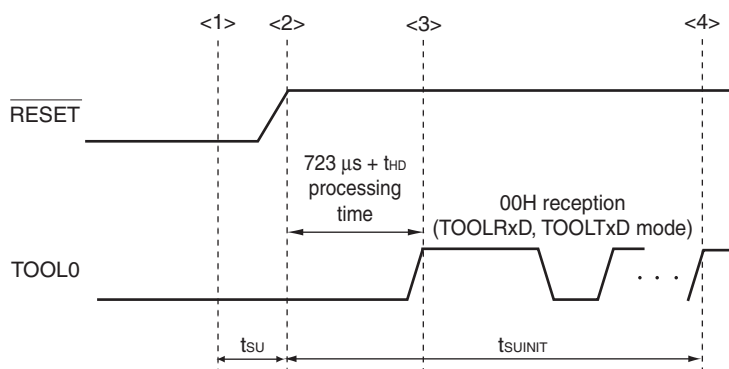 <1> <2> <3> <4>
RESET
723 µs + tHD
processing
time
00H reception
(TOOLRxD, TOOLTxD mode)
TOOL0
. . .
tSU
tSUINIT